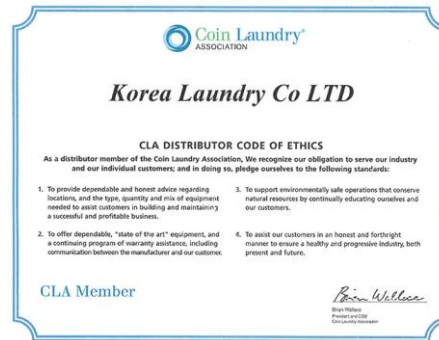 Coin Laundry®
ASSOCIATION
Korea Laundry Co LTD
CLA DISTRIBUTOR CODE OF ETHICS
As a distributor member of the Coin Laundry Association, We recognize our obligation to serve our industry
and our individual customers; and in doing so, pledge ourselves to the following standards:
1. To provide dependable and honest advice regarding
locations, and the type, quantity and mix of equipment
needed to assist customers in building and maintaining
a successful and profitable business.
2. To offer dependable, "state of the art" equipment, and
a continuing program of warranty assistance, including
communication between the manufacturer and our customer.
3. To support environmentally safe operations that conserve
natural resources by continually educating ourselves and
our customers.
4. To assist our customers in an honest and forthright
manner to ensure a healthy and progressive industry, both
present and future.
CLA Member
Brian Wallace
Brian Wallace
President and CEO
Coin Laundry Association